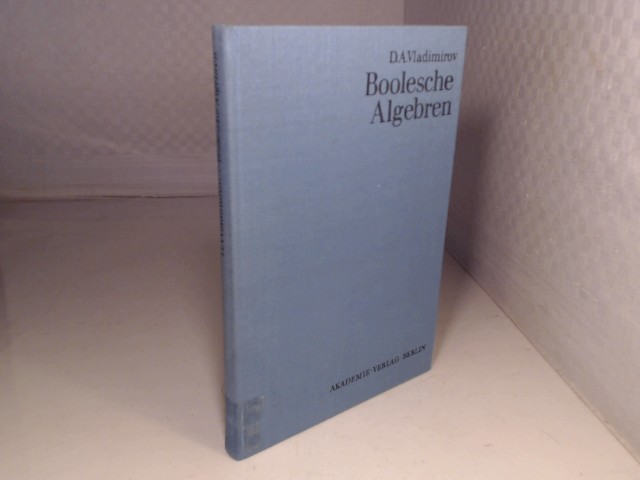 D.A.Vladimirov
Boolesche
Algebren
AKADEMIE-VERLAG BERLIN